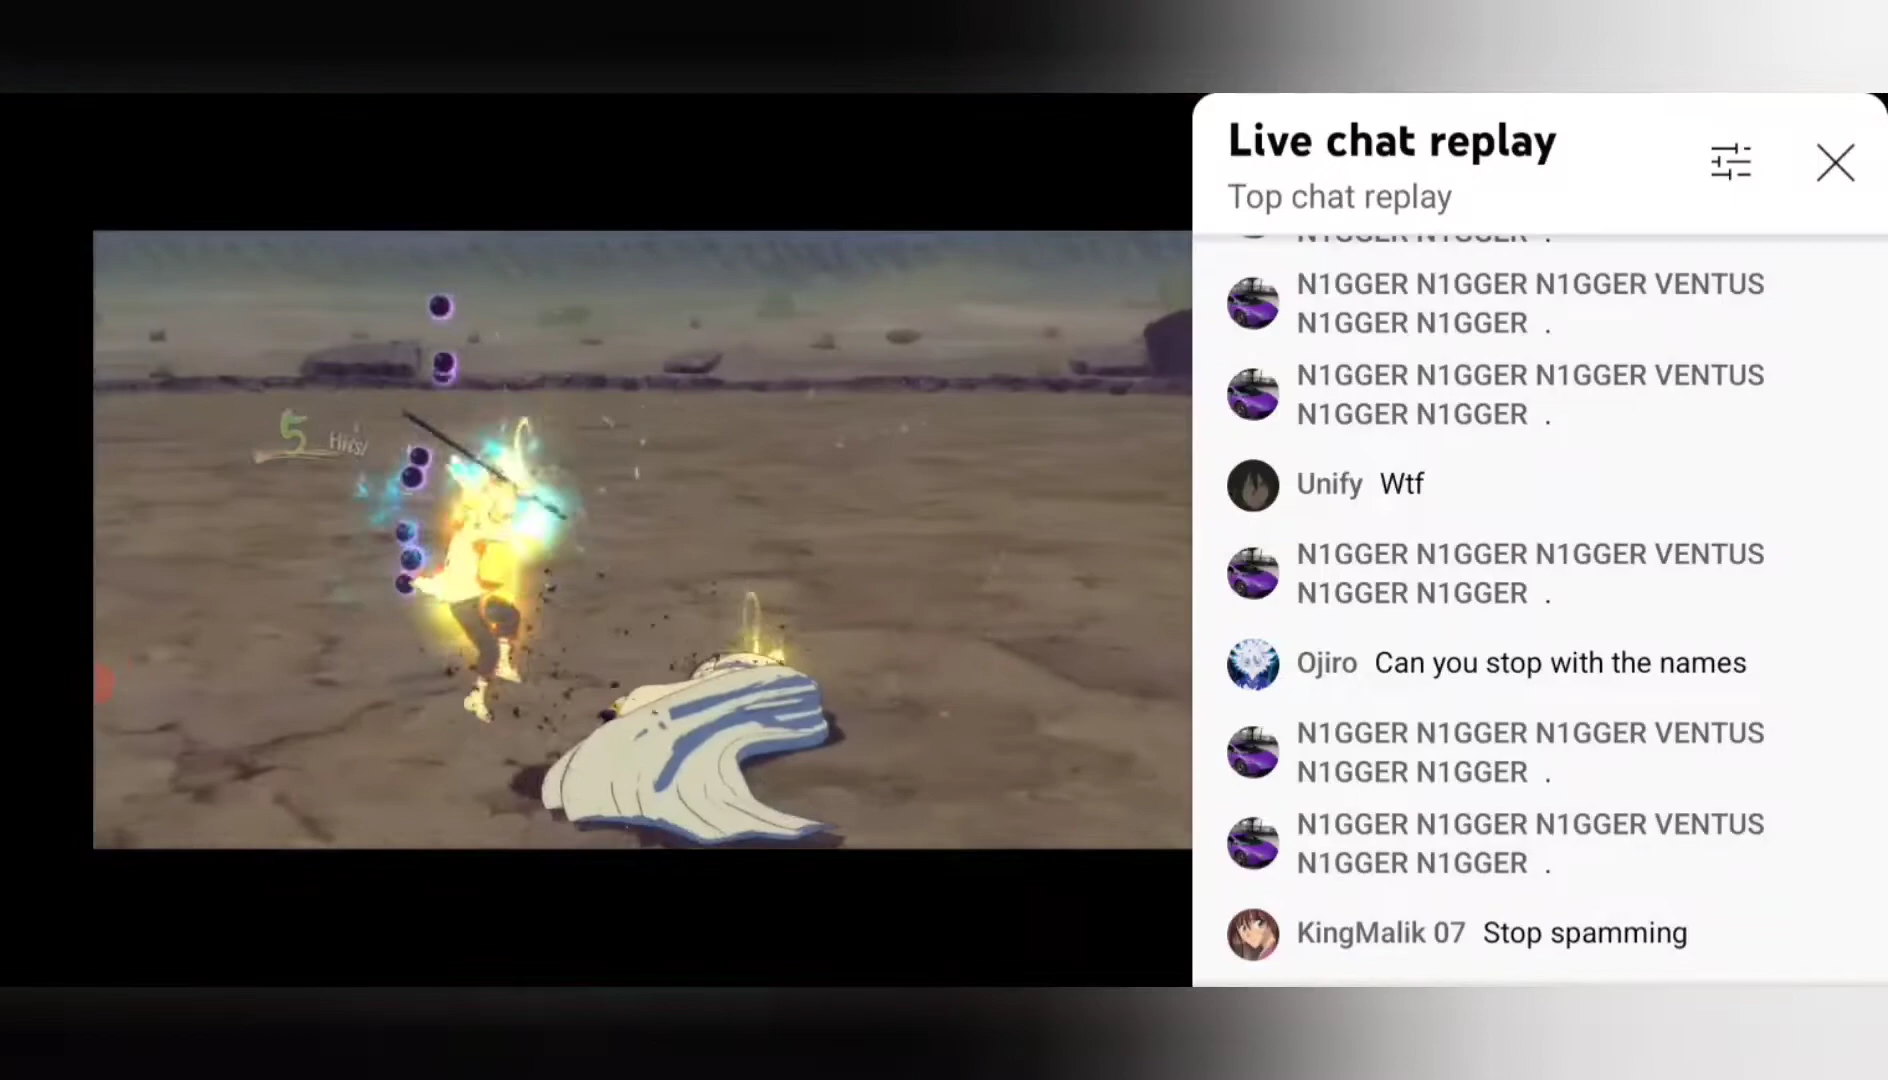 Live chat replay
Top chat replay
N1GGER N1GGER .
N1GGER N1GGER N1GGER VENTUS
N1GGER N1GGER .
N1GGER N1GGER N1GGER VENTUS
N1GGER N1GGER .
Unify Wtf
N1GGER N1GGER N1GGER VENTUS
N1GGER N1GGER .
Ojiro Can you stop with the names
N1GGER N1GGER N1GGER VENTUS
N1GGER N1GGER .
N1GGER N1GGER N1GGER VENTUS
N1GGER N1GGER .
KingMalik 07 Stop spamming
5 Hits!